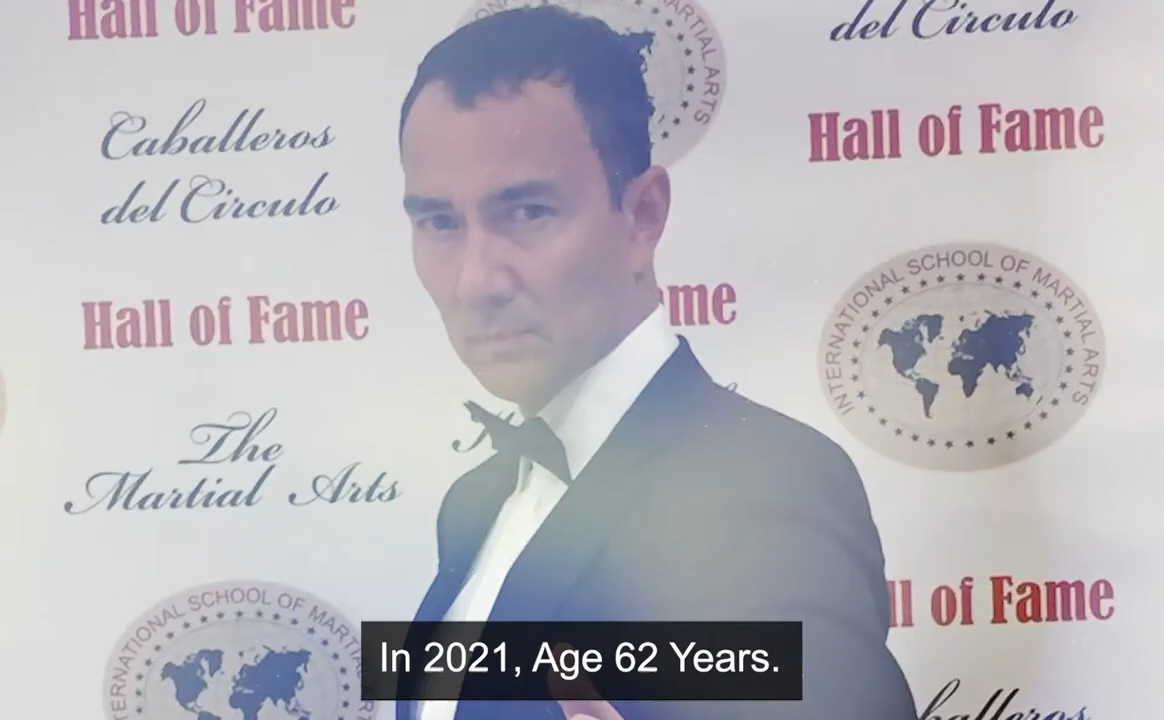 Hall of Fame
del Circulo
MARTIAL ARTS
Caballeros
del Circulo
Hall of Fame
Hall of Fame
INTERNATIONAL SCHOOL OF MARTIAL ARTS
The
Martial Arts
INTERNATIONAL SCHOOL OF
of Fame
In 2021, Age 62 Years.